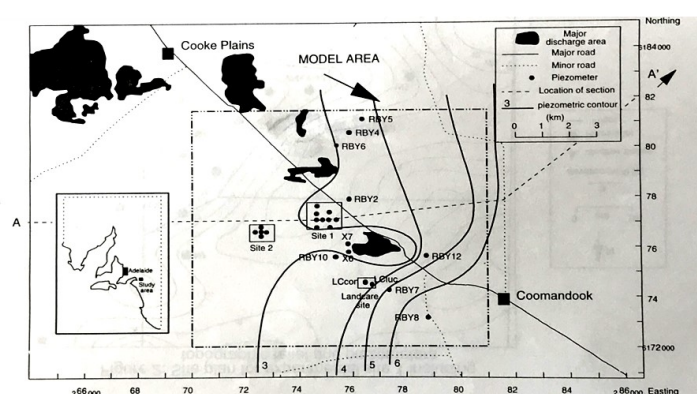 Northing
Cooke Plains
MODEL AREA
Major
discharge area
Major road
Minor road
Piezometer
Location of section
3 piezometric contour
(km)
0 1 2 3
6184000
A'
82
80
78
76
74
6172000
RBY5
RBY4
RBY6
RBY2
A
Site 1
Site 2
X7
X6
RBY10
RBY12
LCcon
LCluc
Landcare
site
RBY7
RBY8
Coomandook
Adelaide
Study
area
3 4 5 6
266000 68 70 72 74 76 78 80 82 84 286000 Easting